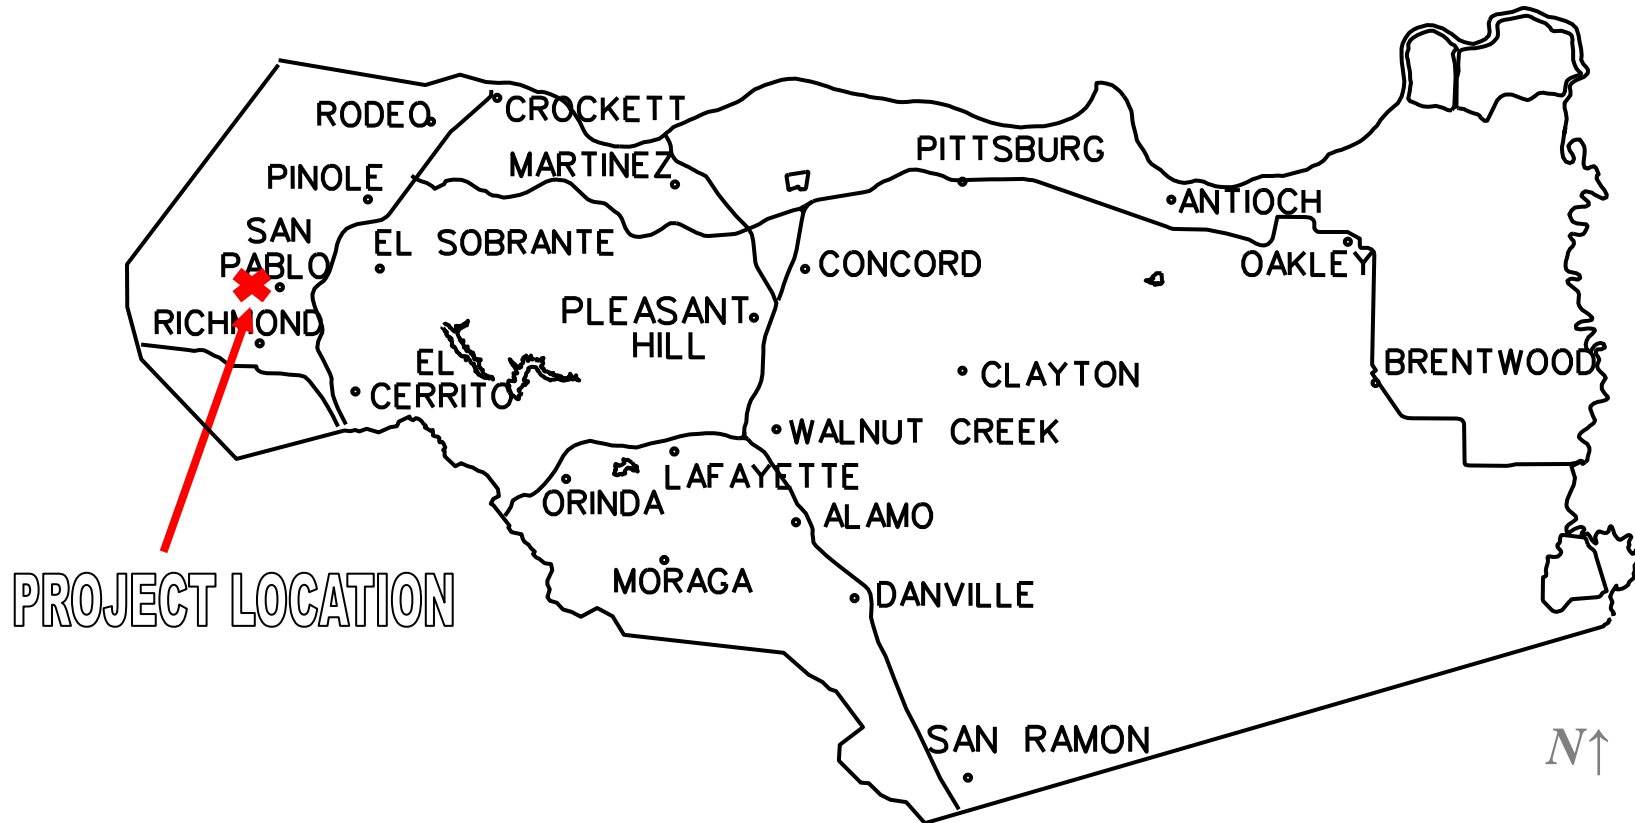 RODEO
CROCKETT
PITTSBURG
MARTINEZ
PINOLE
ANTIOCH
SAN
PABLO
EL SOBRANTE
CONCORD
OAKLEY
RICHMOND
PLEASANT
HILL
EL
CERRITO
CLAYTON
BRENTWOOD
WALNUT CREEK
LAFAYETTE
ORINDA
ALAMO
MORAGA
DANVILLE
PROJECT LOCATION
SAN RAMON
N↑